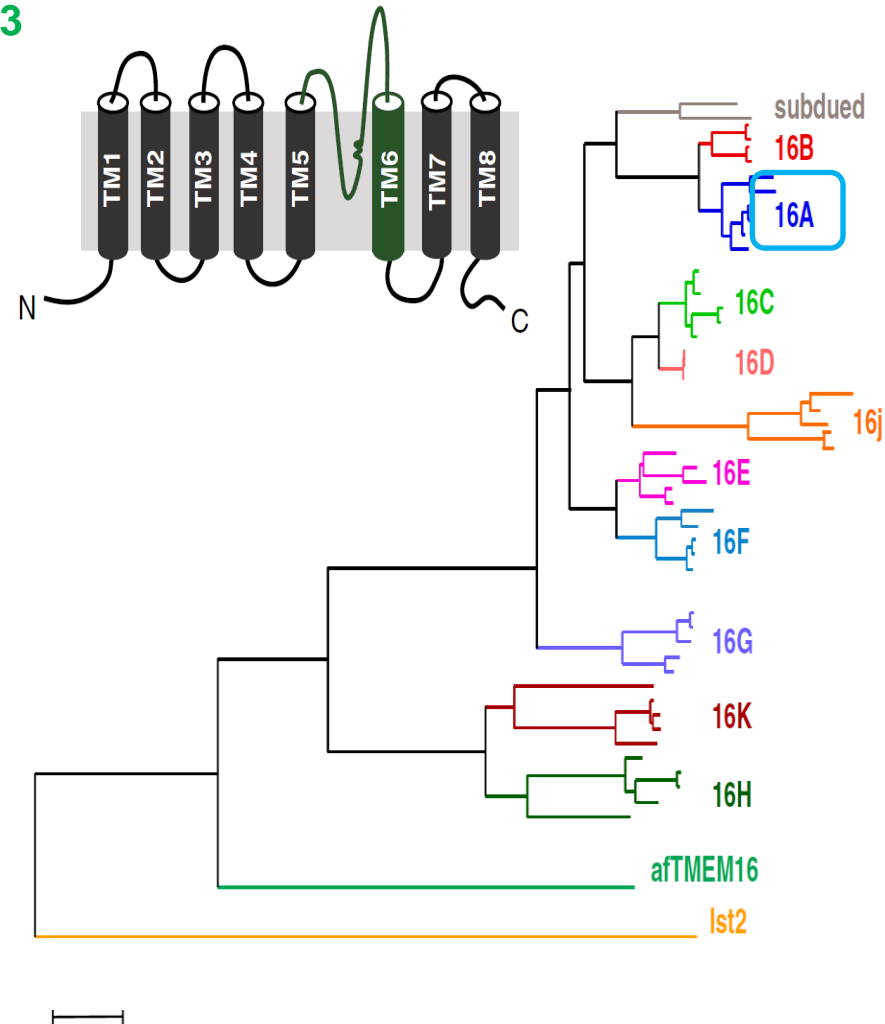 3
TM1
TM2
TM3
TM4
TM5
TM6
TM7
TM8
N
C
subdued
16B
16A
16C
16D
16j
16E
16F
16G
16K
16H
afTMEM16
Ist2